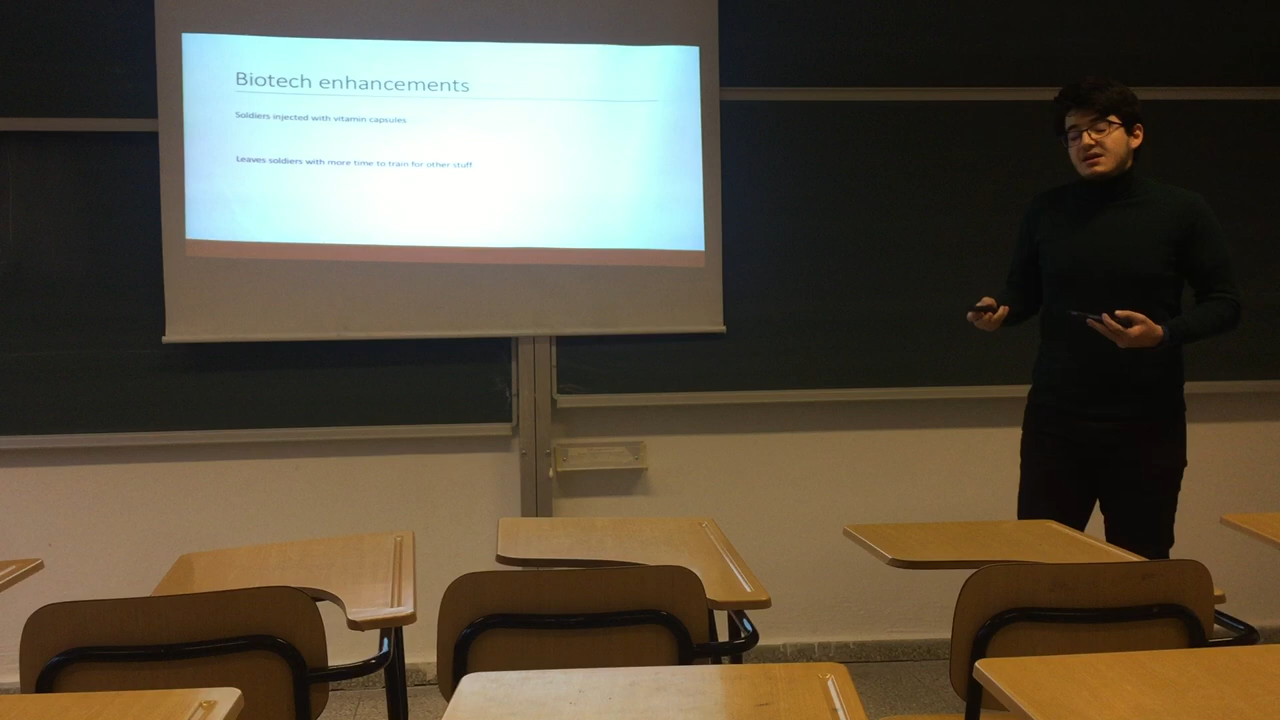 Biotech enhancements
Soldiers injected with vitamin capsules
Leaves soldiers with more time to train for other stuff